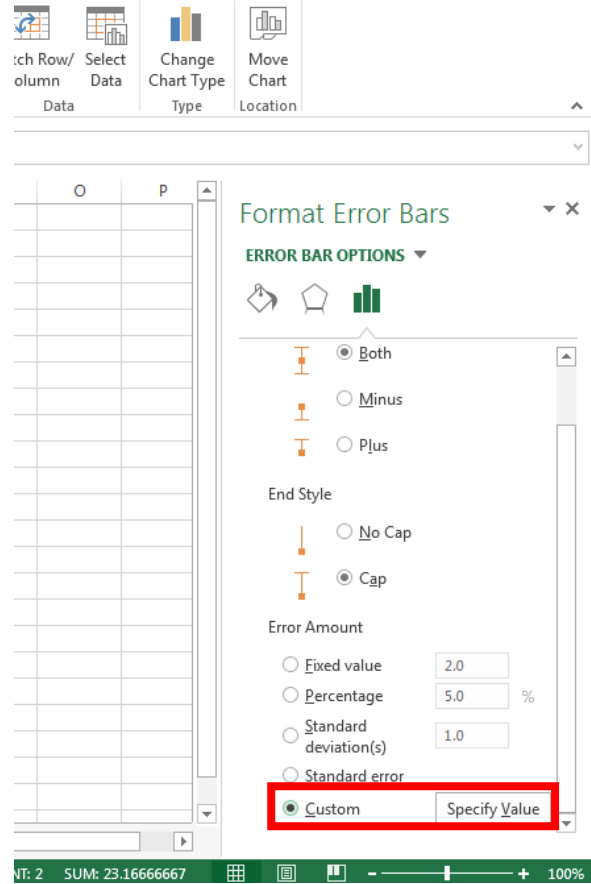 tch Row/ Select Change Move
olumn Data Chart Type Chart
Data Type Location
O P
Format Error Bars
ERROR BAR OPTIONS
Both
Minus
Plus
End Style
No Cap
Cap
Error Amount
Fixed value 2.0
Percentage 5.0 %
Standard
deviation(s) 1.0
Standard error
Custom Specify Value
NT: 2 SUM: 23.16666667 - + 100%